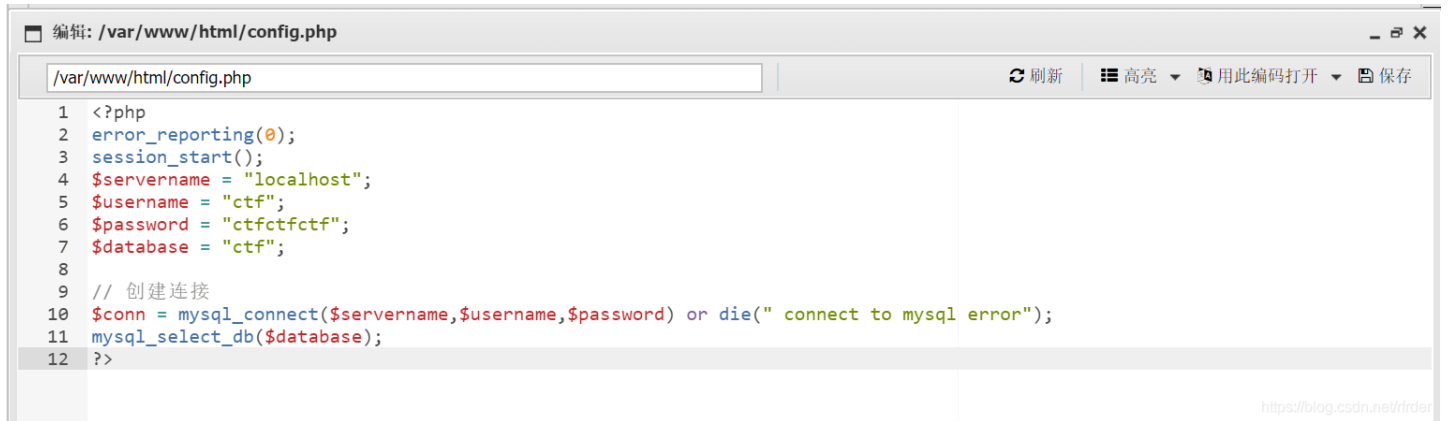 编辑: /var/www/html/config.php
/var/www/html/config.php 刷新 高亮 用此编码打开 保存
1 <?php
2 error_reporting(0);
3 session_start();
4 $servername = "localhost";
5 $username = "ctf";
6 $password = "ctfctfctf";
7 $database = "ctf";
8
9 // 创建连接
10 $conn = mysql_connect($servername,$username,$password) or die(" connect to mysql error");
11 mysql_select_db($database);
12 ?>
https://blog.csdn.net/rfrder